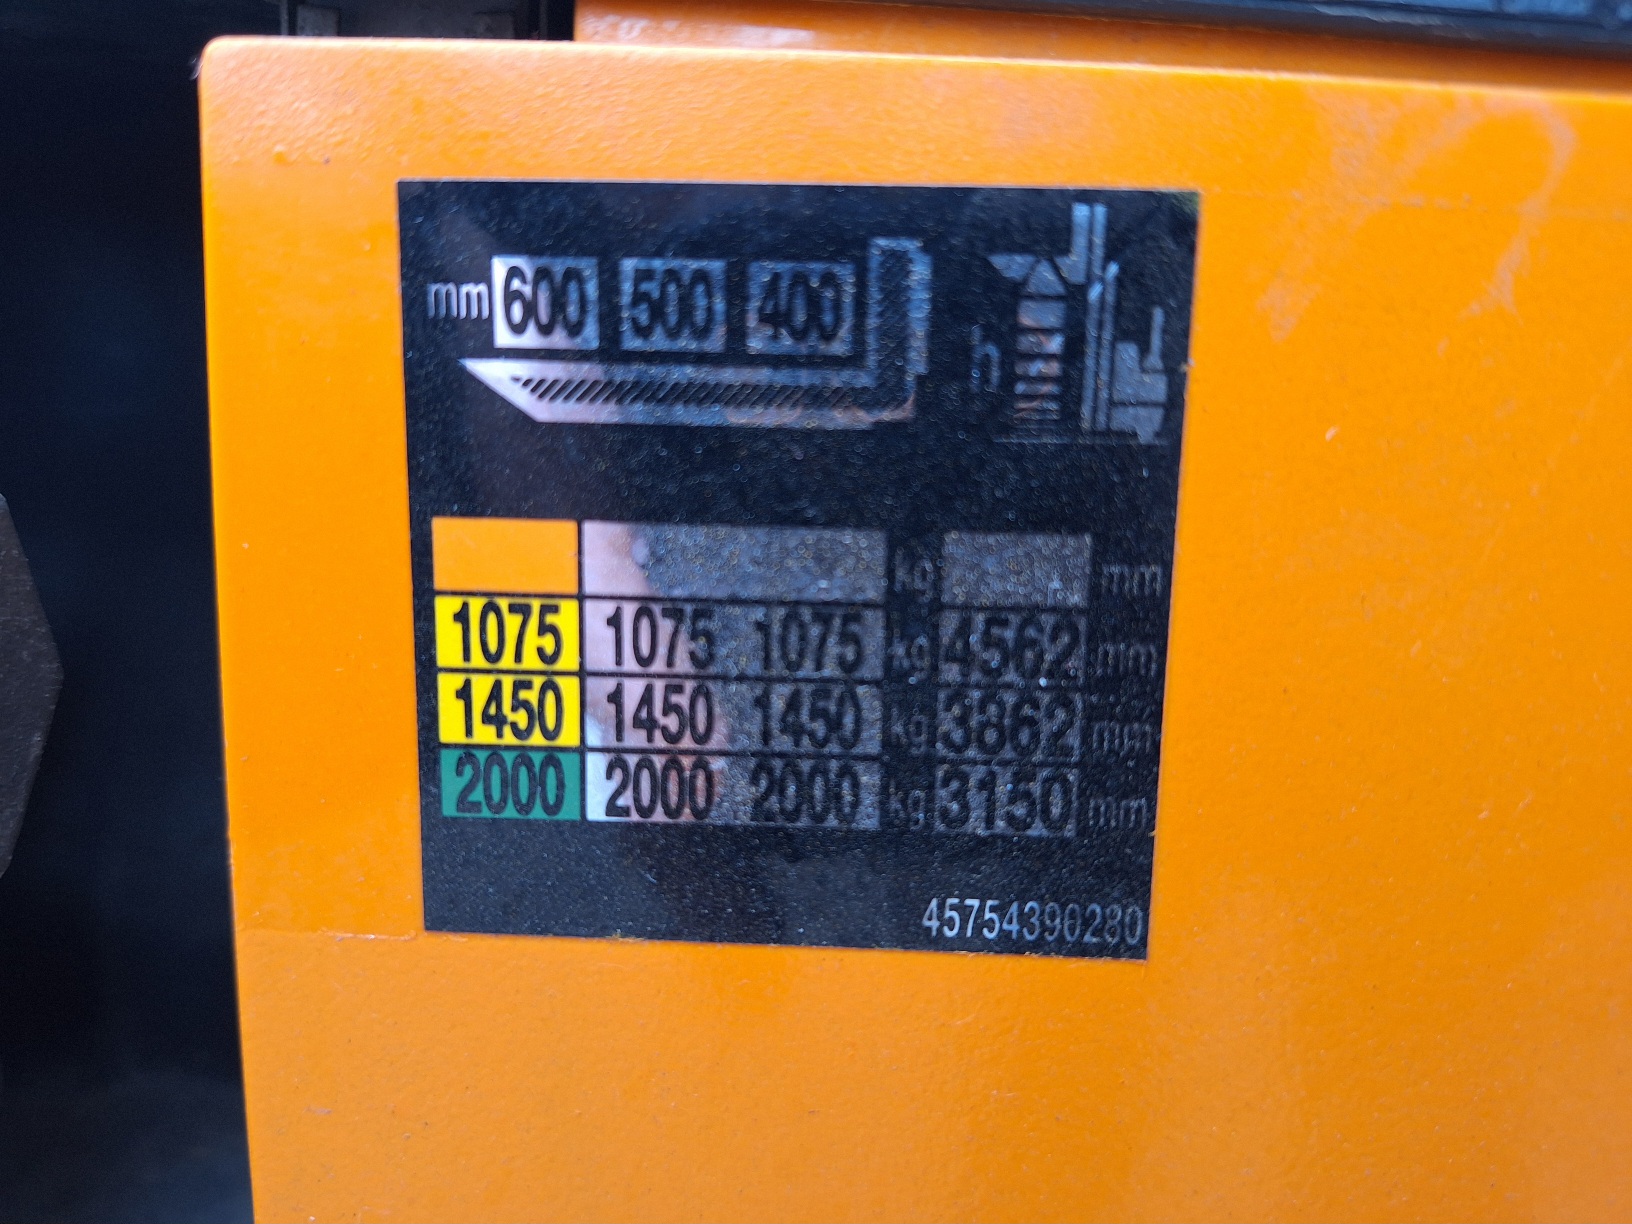 mm 600 500 400
h
kg mm
1075 1075 1075 kg 4562 mm
1450 1450 1450 kg 3862 mm
2000 2000 2000 kg 3150 mm
45754390280